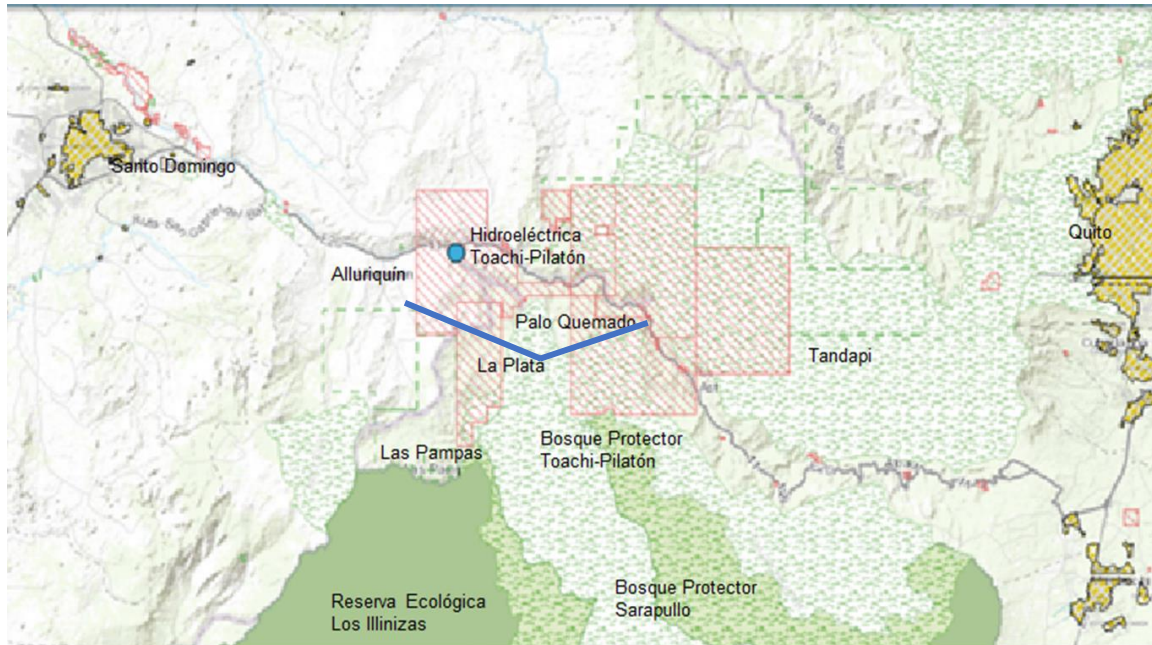 Santo Domingo
Quito
Hidroeléctrica
Toachi-Pilatón
Alluriquín
Palo Quemado
La Plata
Tandapi
Las Pampas
Bosque Protector
Toachi-Pilatón
Bosque Protector
Sarapullo
Reserva Ecológica
Los Illinizas